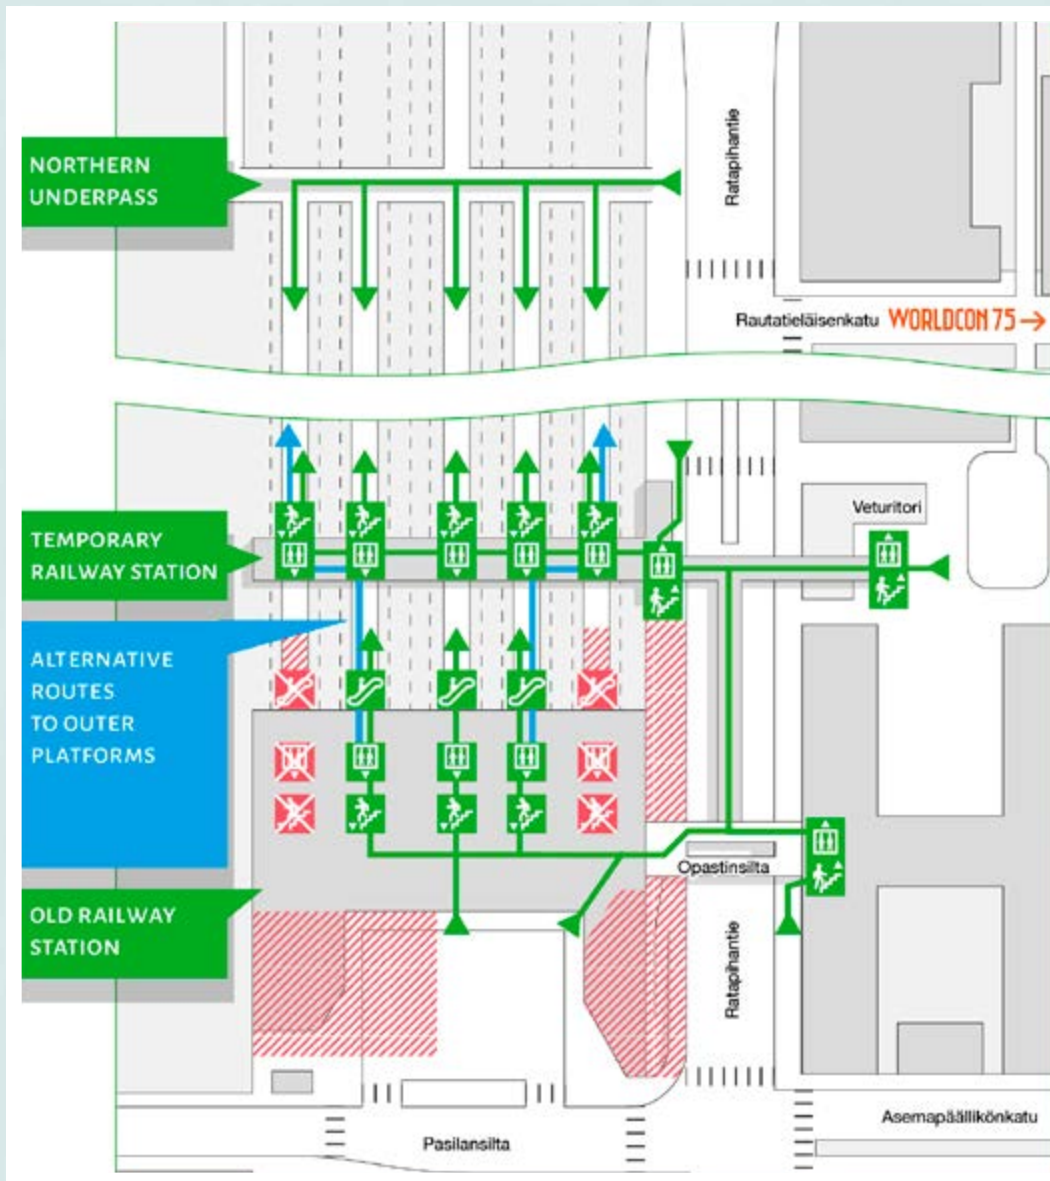 NORTHERN
UNDERPASS
Ratapihantie
Rautatieläisenkatu
WORLDCON 75 →
TEMPORARY
RAILWAY STATION
Veturitori
ALTERNATIVE
ROUTES
TO OUTER
PLATFORMS
Opastinsilta
OLD RAILWAY
STATION
Ratapihantie
Asemapäällikönkatu
Pasilansilta